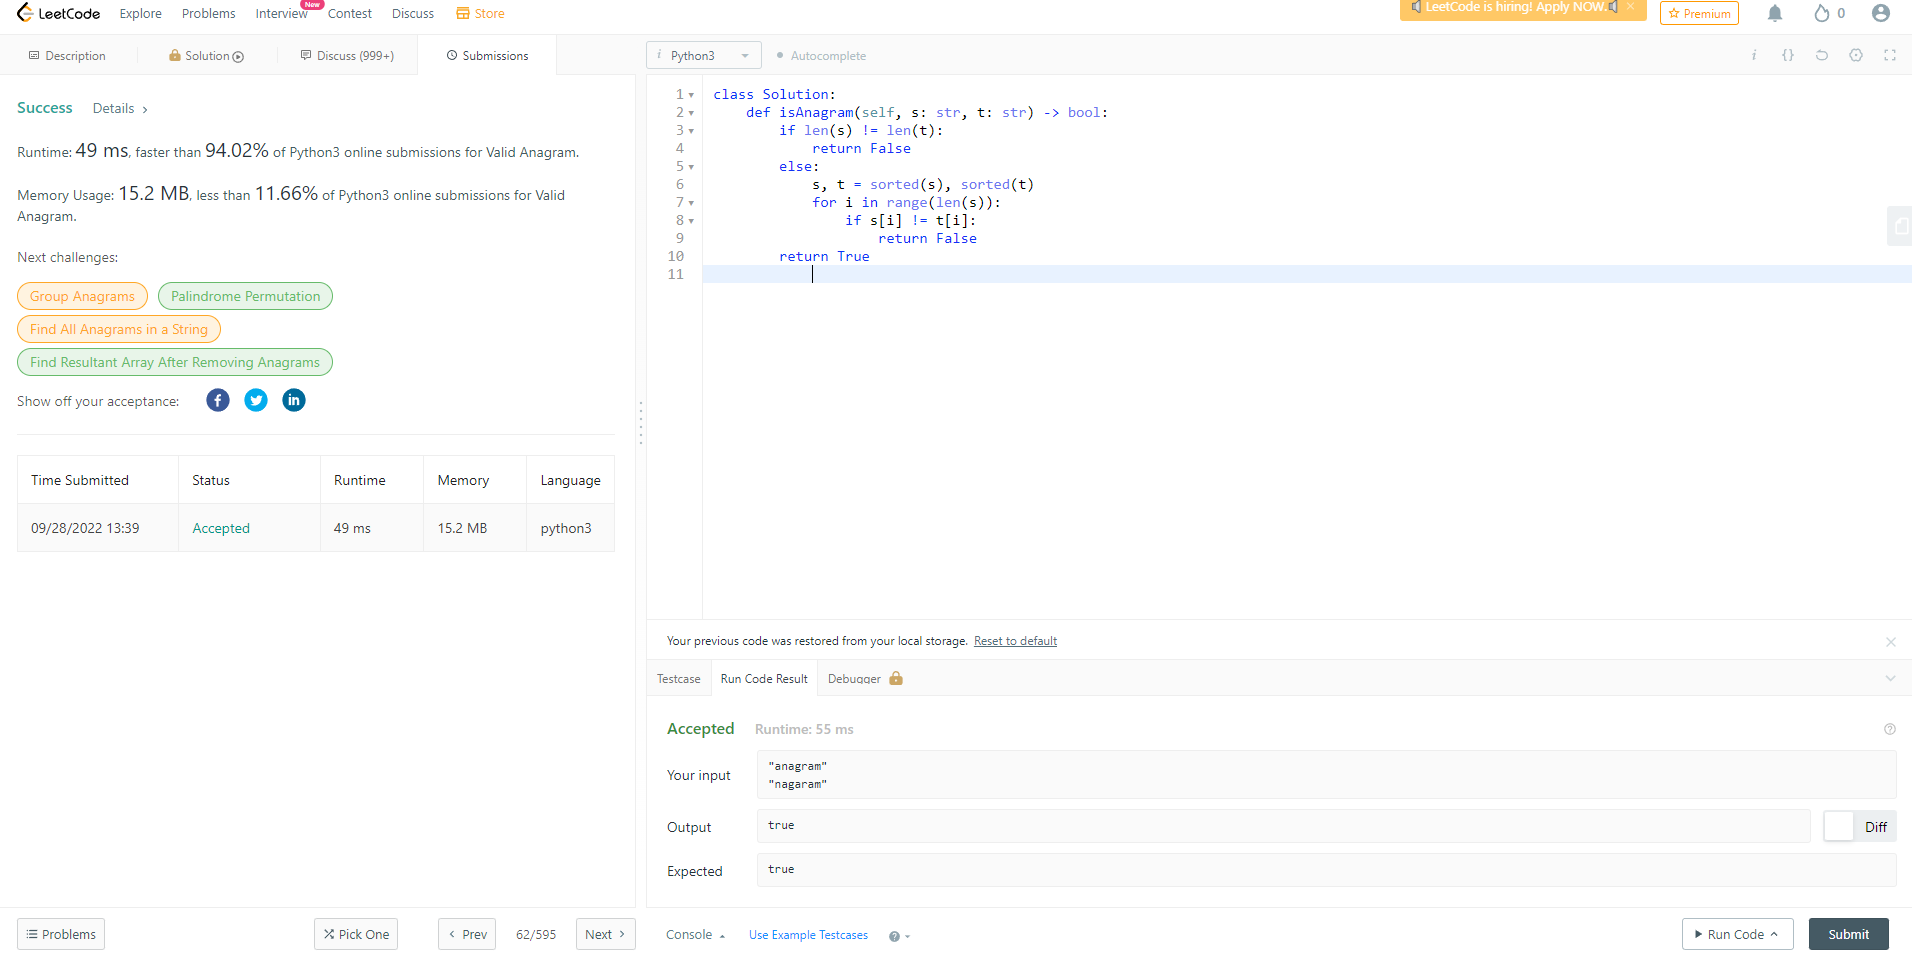 LeetCode Explore Problems Interview New Contest Discuss Store LeetCode is hiring! Apply NOW. Premium 0
Description Solution Discuss (999+) Submissions
Success Details
Runtime: 49 ms, faster than 94.02% of Python3 online submissions for Valid Anagram.
Memory Usage: 15.2 MB, less than 11.66% of Python3 online submissions for Valid
Anagram.
Next challenges:
Group Anagrams Palindrome Permutation
Find All Anagrams in a String
Find Resultant Array After Removing Anagrams
Show off your acceptance:
Time Submitted Status Runtime Memory Language
09/28/2022 13:39 Accepted 49 ms 15.2 MB python3
Problems Pick One Prev 62/595 Next
i Python3 Autocomplete i {}
1 class Solution:
2 def isAnagram(self, s: str, t: str) -> bool:
3 if len(s) != len(t):
4 return False
5 else:
6 s, t = sorted(s), sorted(t)
7 for i in range(len(s)):
8 if s[i] != t[i]:
9 return False
10 return True
11
Your previous code was restored from your local storage. Reset to default
Testcase Run Code Result Debugger
Accepted Runtime: 55 ms
Your input
"anagram"
"nagaram"
Output true Diff
Expected true
Console Use Example Testcases Run Code Submit